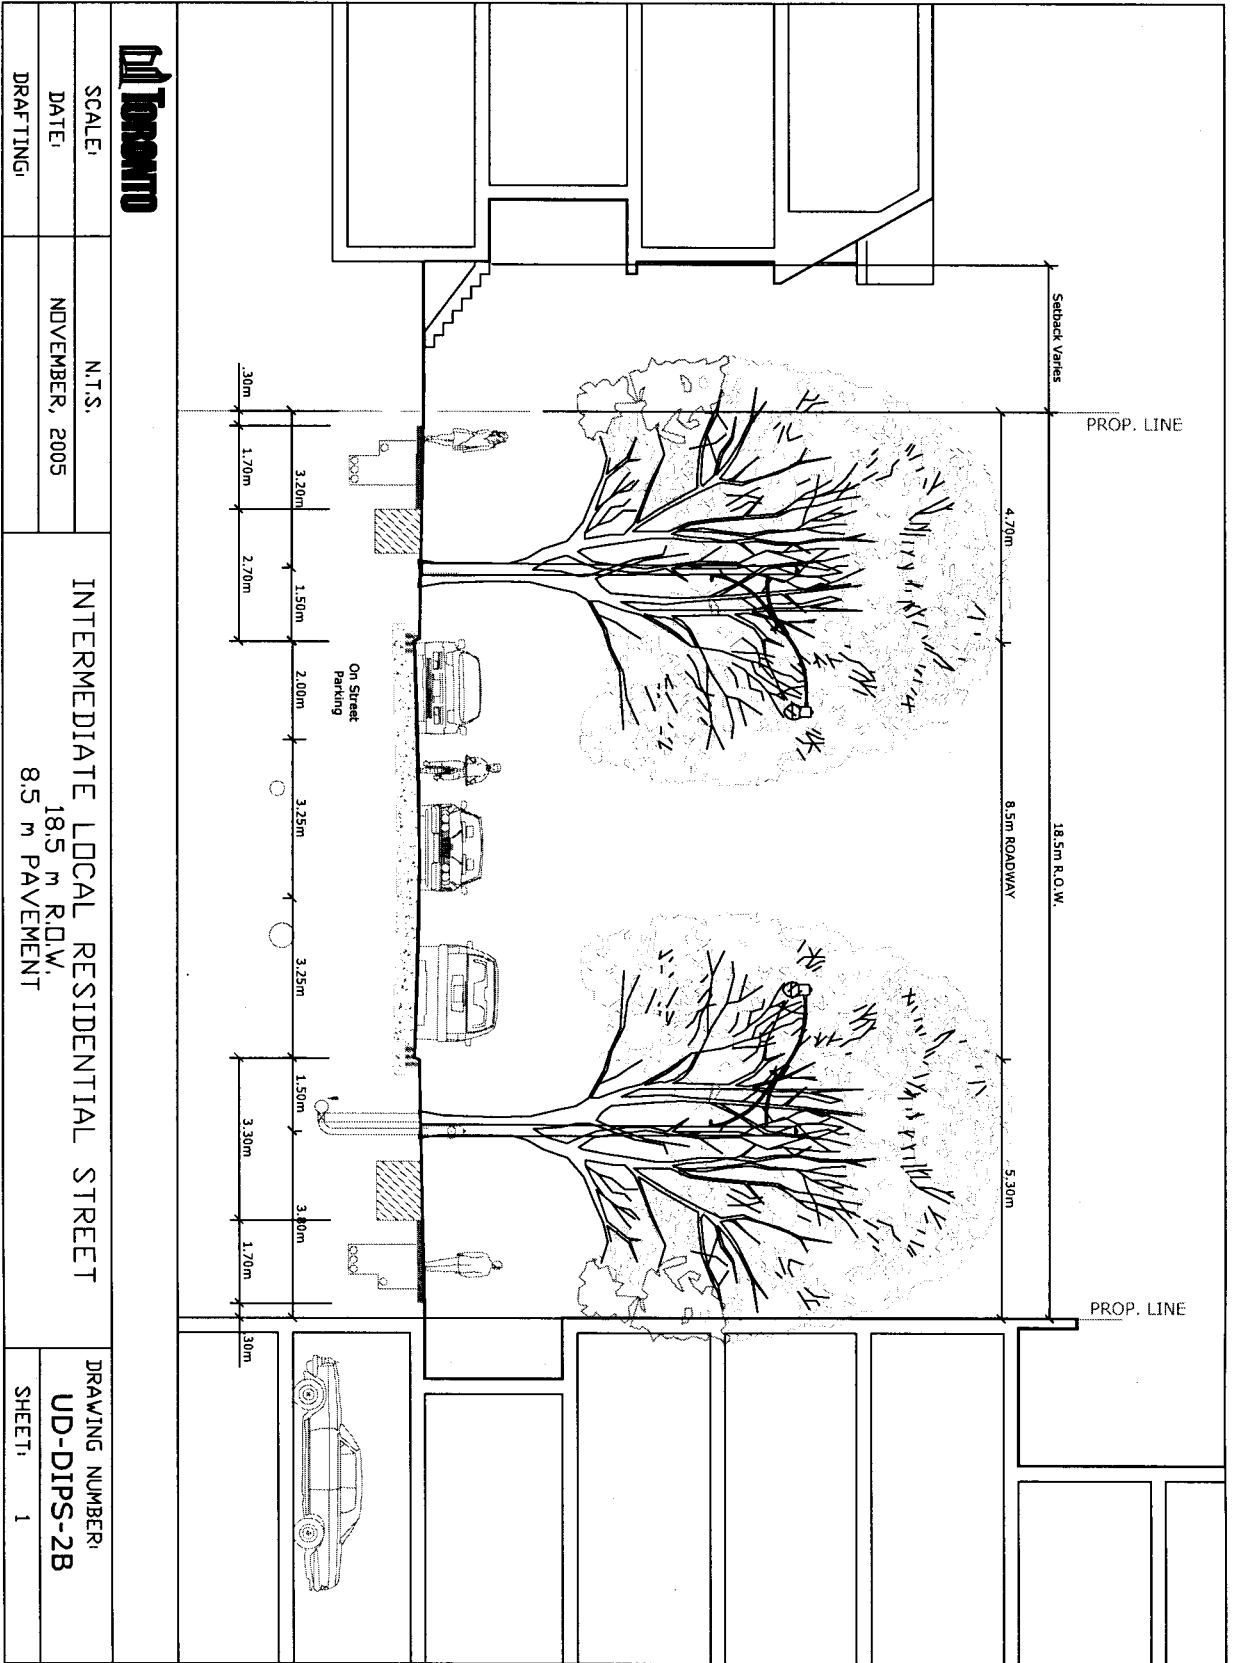 Setback Varies
18.5m R.O.W.
PROP. LINE
PROP. LINE
4.70m
8.5m ROADWAY
5.30m
On Street
Parking
3.20m
1.50m
2.00m
3.25m
3.25m
1.50m
3.80m
.30m
1.70m
2.70m
3.30m
1.70m
.30m
TORONTO
SCALE: N.T.S.
DATE: NOVEMBER, 2005
DRAFTING:
INTERMEDIATE LOCAL RESIDENTIAL STREET
18.5 m R.O.W.
8.5 m PAVEMENT
DRAWING NUMBER:
UD-DIPS-2B
SHEET: 1